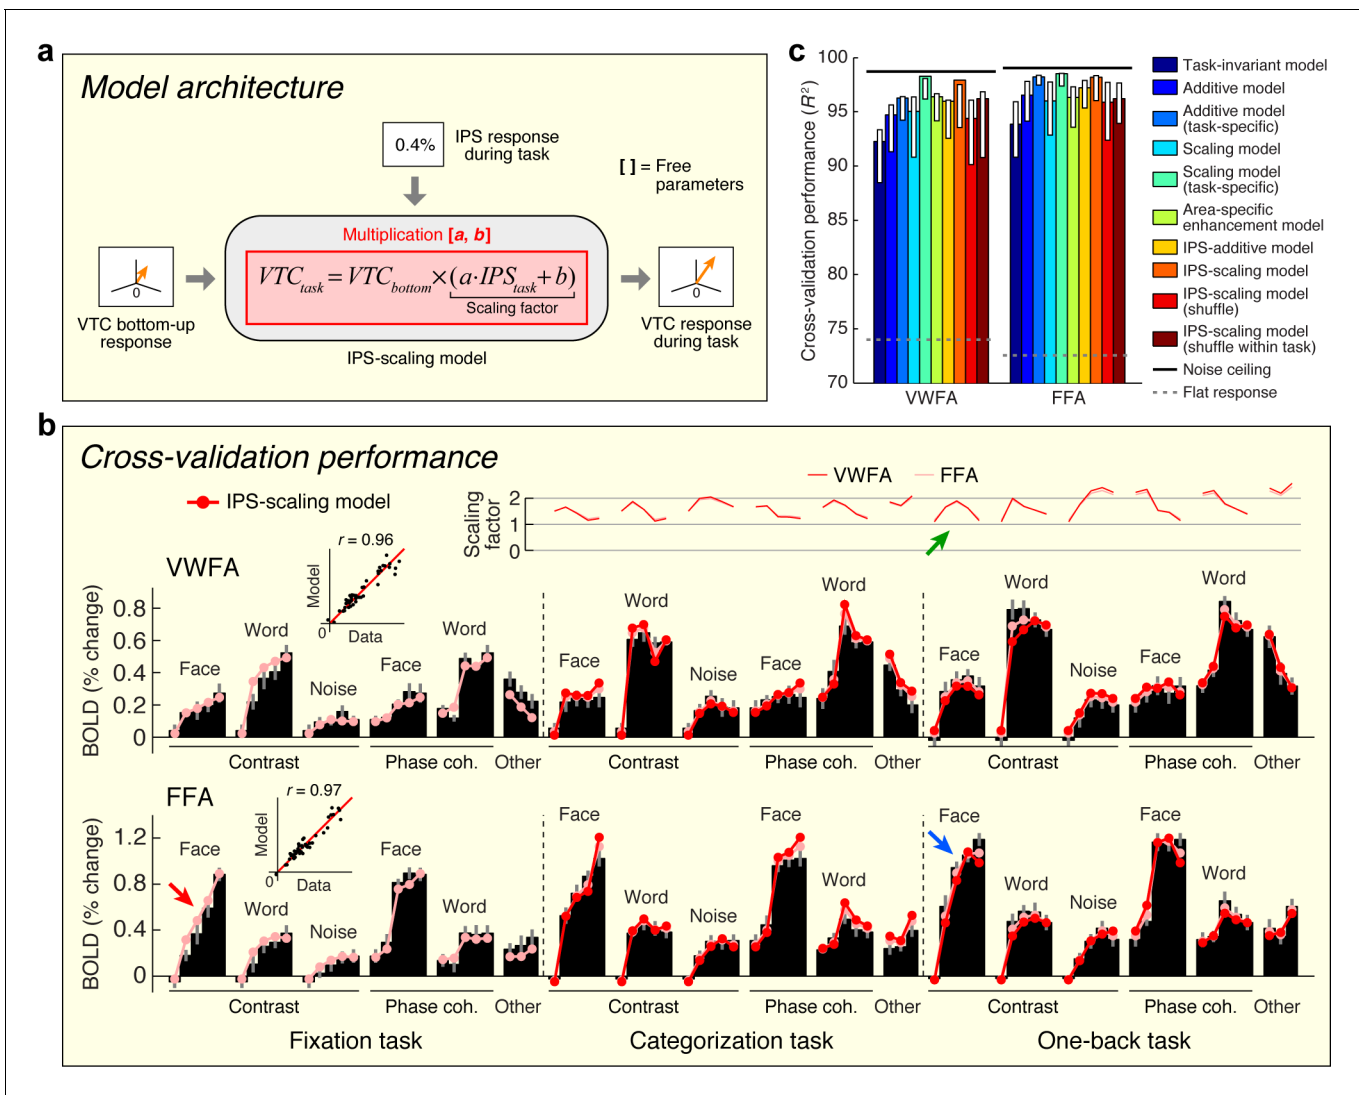 a
Model architecture
0.4%
IPS response
during task
[ ] = Free
parameters
Multiplication [a, b]
VTCtask = VTCbottom×(a·IPStask+b)
Scaling factor
0
0
VTC bottom-up
response
IPS-scaling model
VTC response
during task
c
Cross-validation performance (R²)
100
95
90
85
80
75
70
VWFA
FFA
Task-invariant model
Additive model
Additive model
(task-specific)
Scaling model
Scaling model
(task-specific)
Area-specific
enhancement model
IPS-additive model
IPS-scaling model
IPS-scaling model
(shuffle)
IPS-scaling model
(shuffle within task)
Noise ceiling
Flat response
b
Cross-validation performance
IPS-scaling model
VWFA
FFA
Scaling
factor
2
1
0
VWFA
r = 0.96
Model
0
Data
BOLD (% change)
0.8
0.6
0.4
0.2
0
Face
Word
Noise
Face
Word
Face
Word
Noise
Face
Word
Face
Word
Noise
Face
Word
Contrast
Phase coh.
Other
Contrast
Phase coh.
Other
Contrast
Phase coh.
Other
FFA
r = 0.97
Model
0
Data
BOLD (% change)
1.2
0.8
0.4
0
Face
Word
Noise
Face
Word
Face
Word
Noise
Face
Word
Face
Word
Noise
Face
Word
Contrast
Phase coh.
Other
Contrast
Phase coh.
Other
Contrast
Phase coh.
Other
Fixation task
Categorization task
One-back task